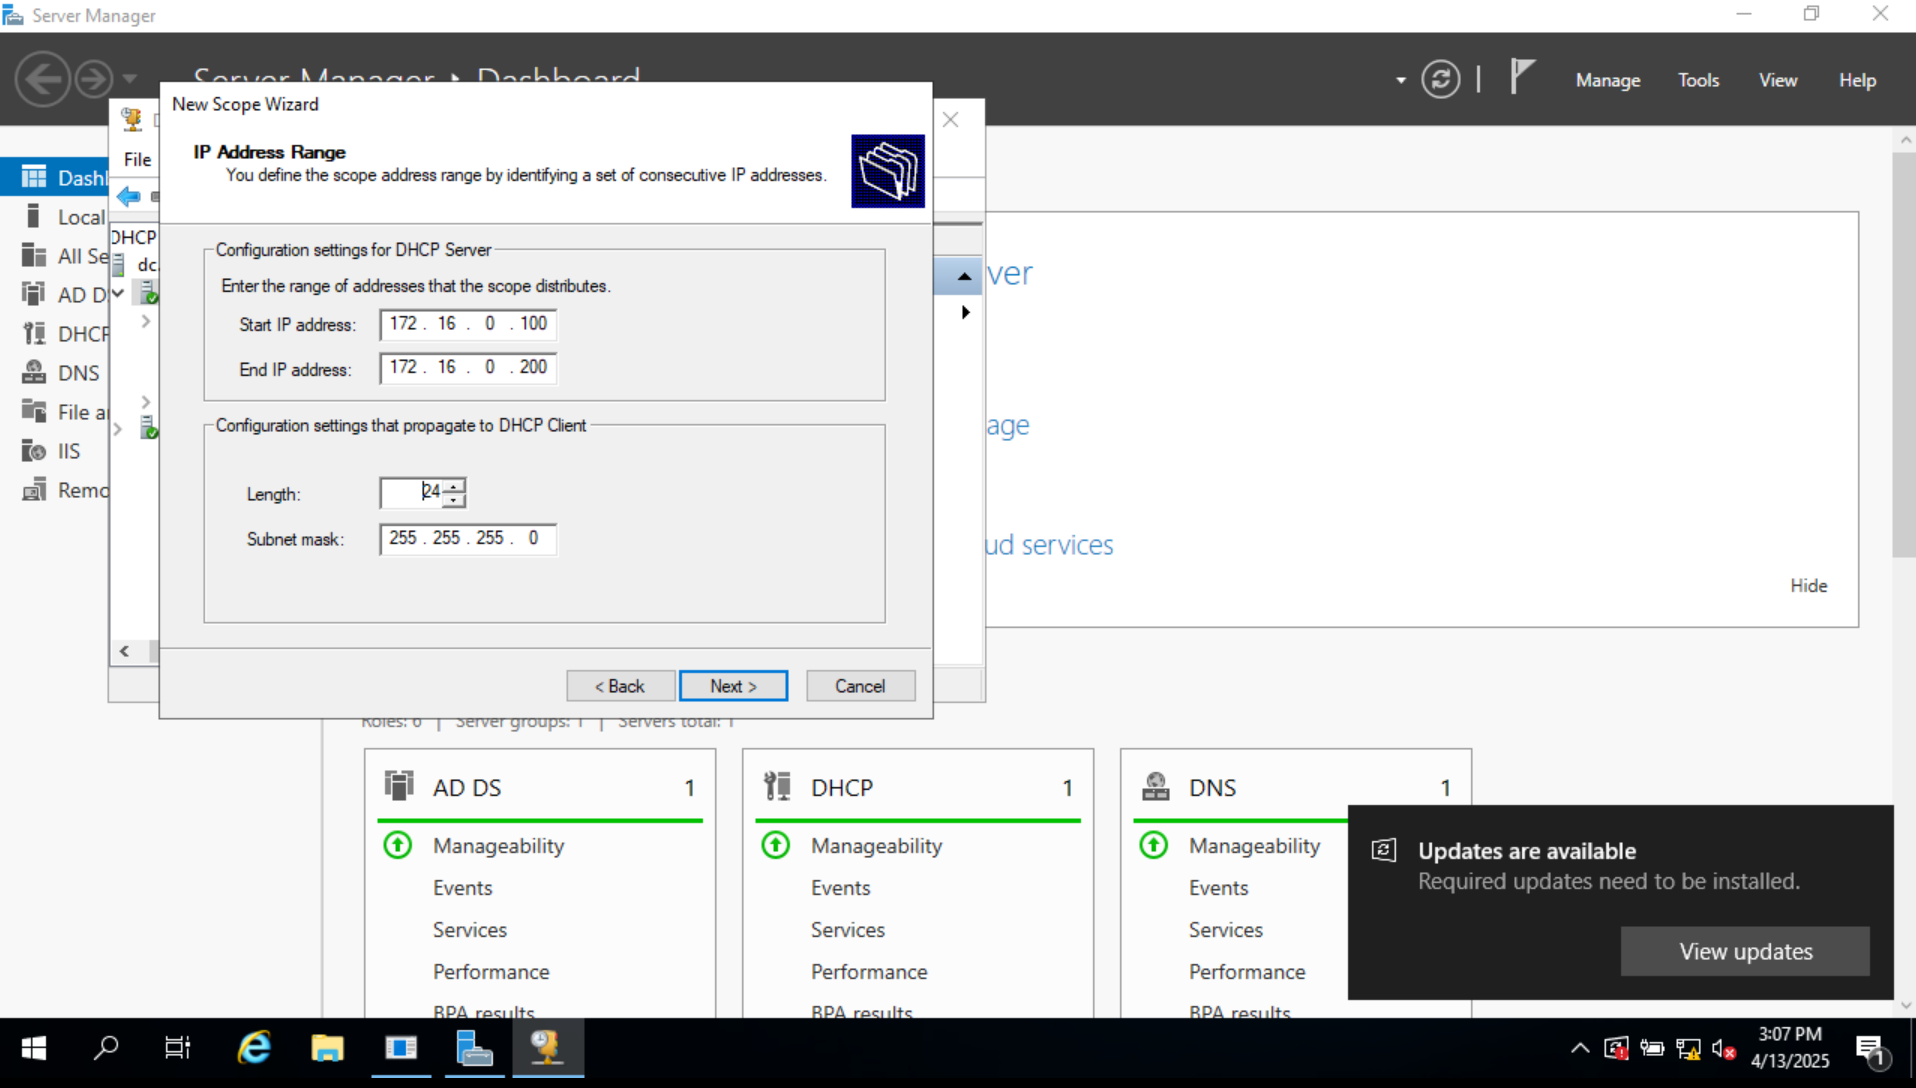 Server Manager
Server Manager ▸ Dashboard
Manage
Tools
View
Help
New Scope Wizard
IP Address Range
You define the scope address range by identifying a set of consecutive IP addresses.
File
Dashl
Local
All Se
AD D
DHCP
DNS
File a
IIS
Remo
DHCP
dc.
Configuration settings for DHCP Server
Enter the range of addresses that the scope distributes.
Start IP address:
172 . 16 . 0 . 100
End IP address:
172 . 16 . 0 . 200
Configuration settings that propagate to DHCP Client
Length:
24
Subnet mask:
255 . 255 . 255 . 0
< Back
Next >
Cancel
ver
age
ud services
Hide
Roles: 6 | Server groups: 1 | Servers total: 1
AD DS 1
Manageability
Events
Services
Performance
BPA results
DHCP 1
Manageability
Events
Services
Performance
BPA results
DNS 1
Manageability
Events
Services
Performance
BPA results
Updates are available
Required updates need to be installed.
View updates
3:07 PM
4/13/2025
1